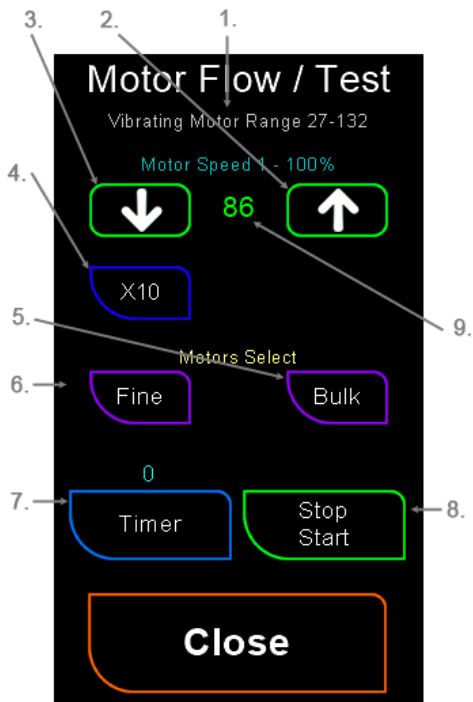 1.
2.
3.
Motor Flow / Test
Vibrating Motor Range 27-132
Motor Speed 1 - 100%
4.
86
X10
5.
9.
Motors Select
6.
Fine
Bulk
0
7.
Timer
Stop
Start
8.
Close